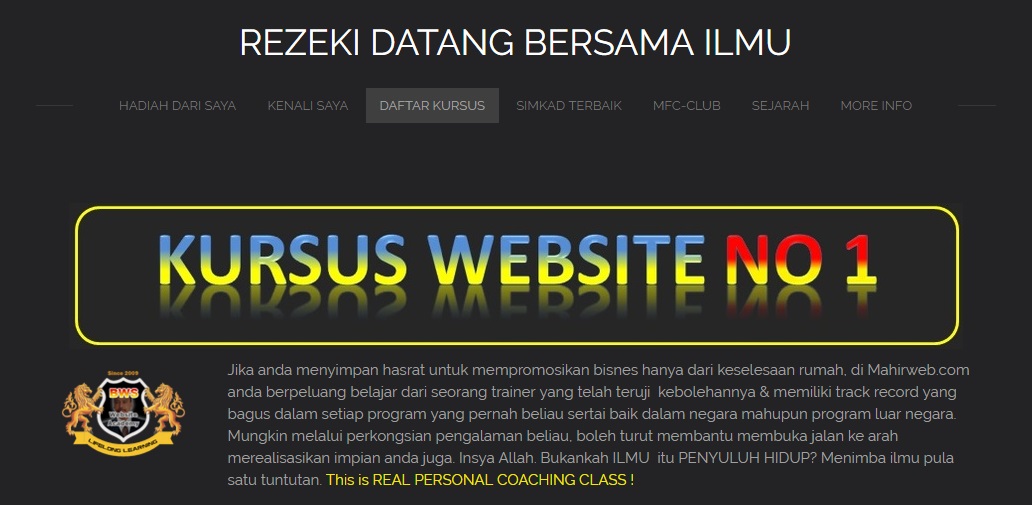 REZEKI DATANG BERSAMA ILMU
HADIAH DARI SAYA KENALI SAYA DAFTAR KURSUS SIMKAD TERBAIK MFC-CLUB SEJARAH MORE INFO
KURSUS WEBSITE NO 1
Since 2009
BWS
Website
Academy
LIFELONG LEARNING
Jika anda menyimpan hasrat untuk mempromosikan bisnes hanya dari keselesaan rumah, di Mahirweb.com
anda berpeluang belajar dari seorang trainer yang telah teruji kebolehannya & memiliki track record yang
bagus dalam setiap program yang pernah beliau sertai baik dalam negara mahupun program luar negara.
Mungkin melalui perkongsian pengalaman beliau, boleh turut membantu membuka jalan ke arah
merealisasikan impian anda juga. Insya Allah. Bukankah ILMU itu PENYULUH HIDUP? Menimba ilmu pula
satu tuntutan. This is REAL PERSONAL COACHING CLASS !